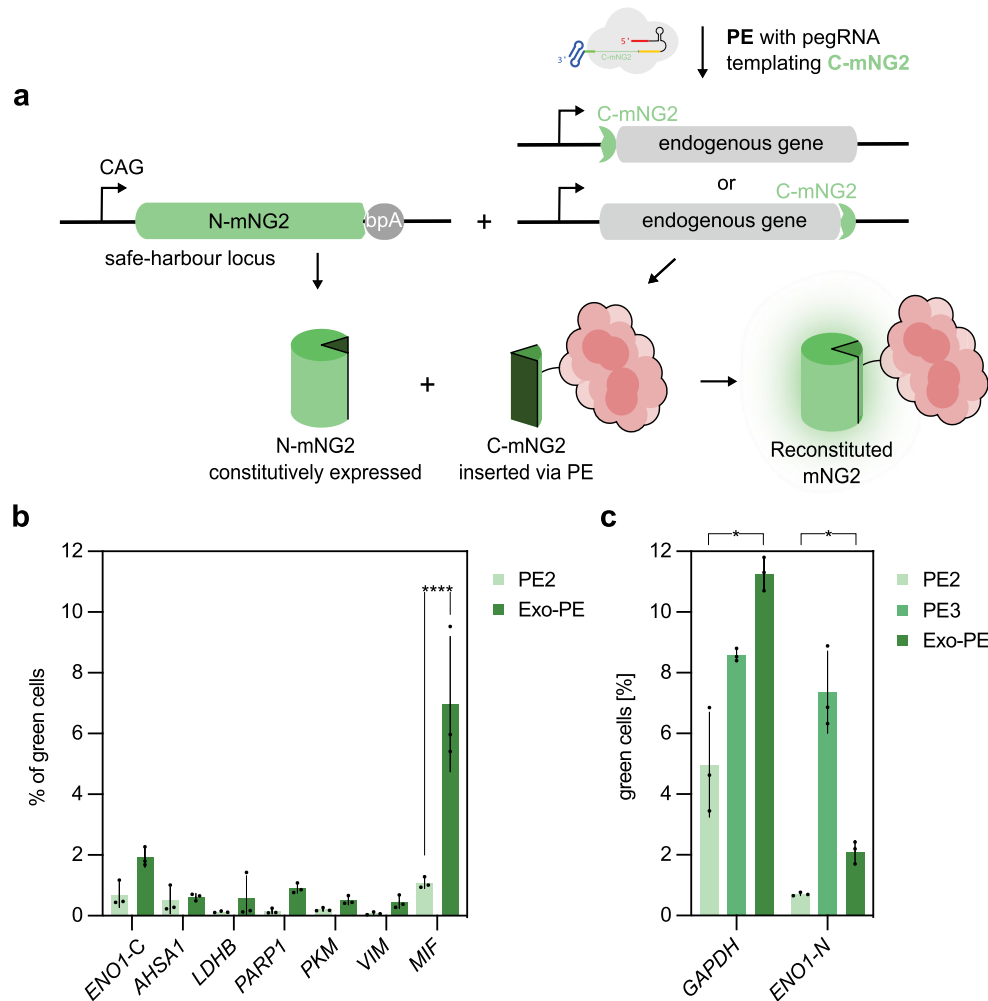 PE with pegRNA
templating C-mNG2
5'
3'
C-mNG2
a
C-mNG2
endogenous gene
or
C-mNG2
endogenous gene
CAG
N-mNG2
bpA
+
safe-harbour locus
+
N-mNG2
constitutively expressed
C-mNG2
inserted via PE
Reconstituted
mNG2
b
% of green cells
12
10
8
6
4
2
0
****
PE2
Exo-PE
ENO1-C
AHSA1
LDHB
PARP1
PKM
VIM
MIF
c
green cells [%]
12
10
8
6
4
2
0
*
*
PE2
PE3
Exo-PE
GAPDH
ENO1-N